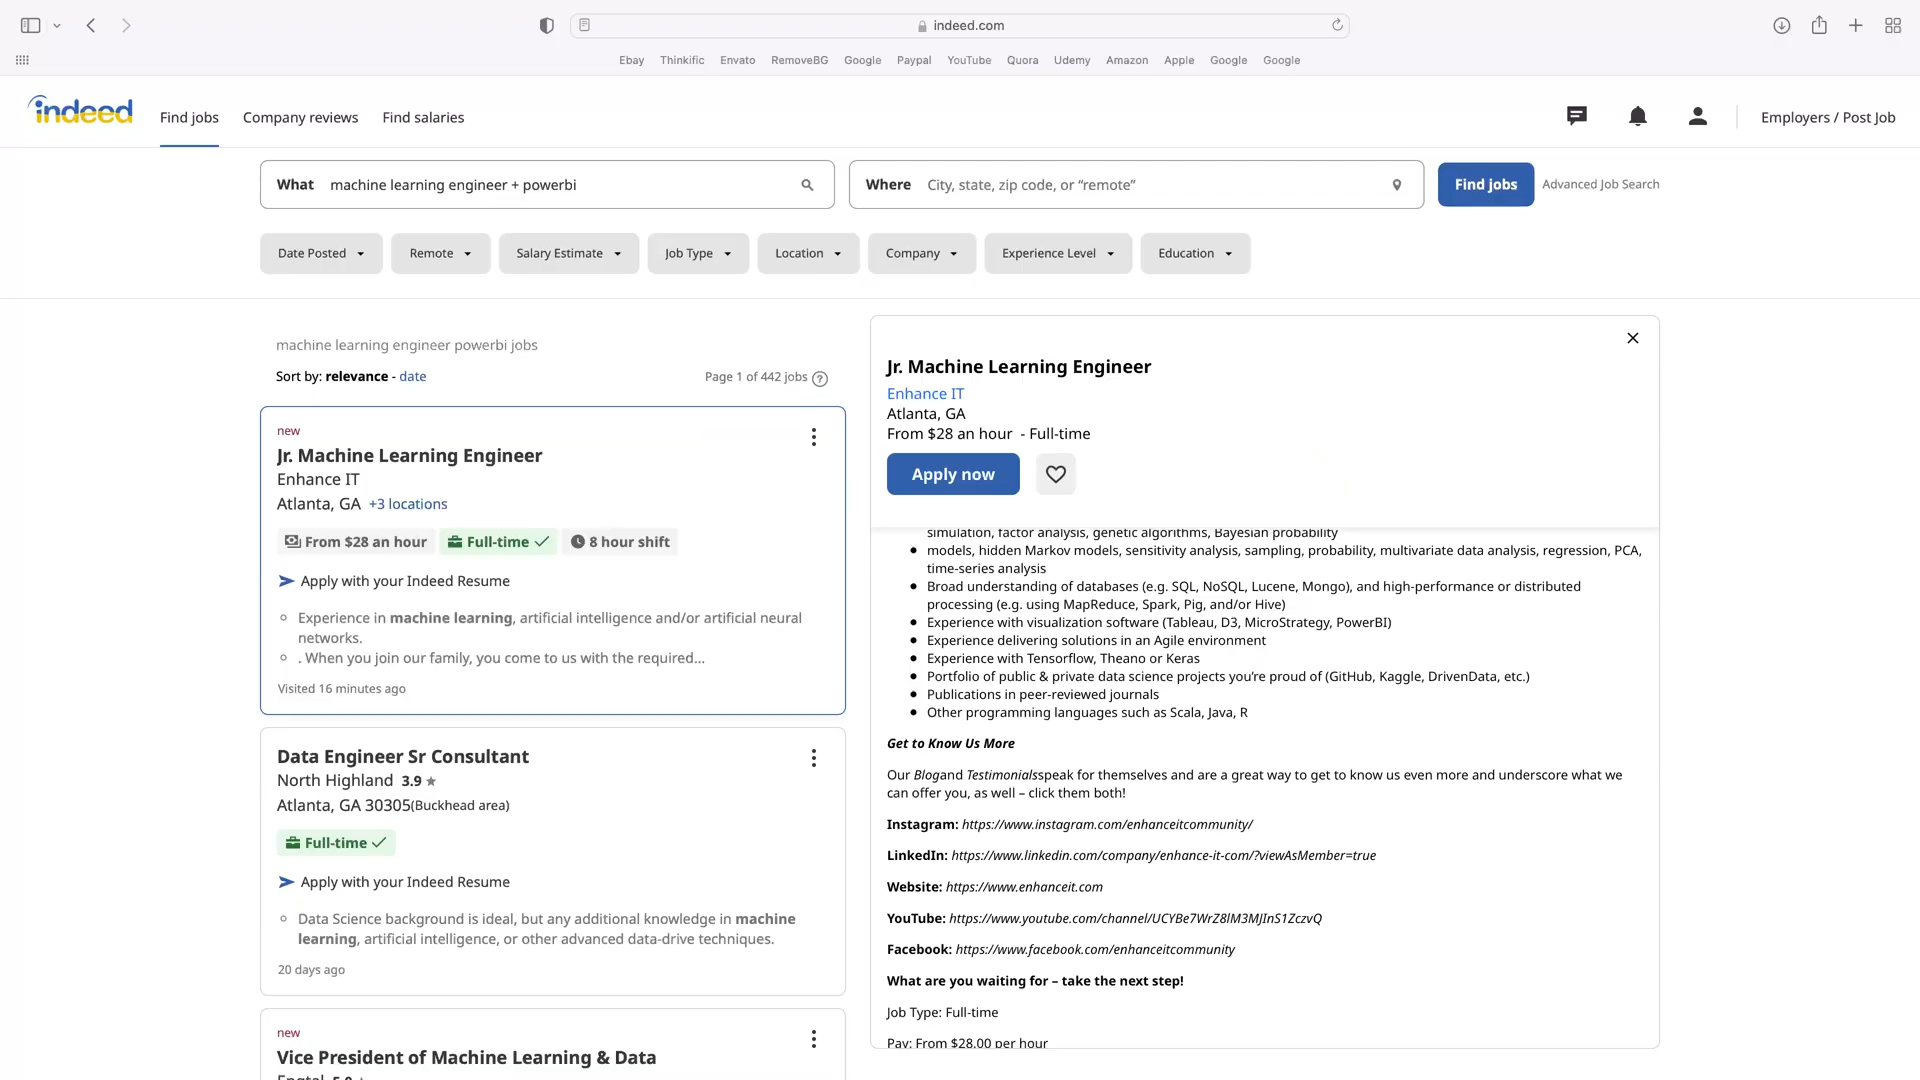 indeed.com
Ebay Thinkific Envato RemoveBG Google Paypal YouTube Quora Udemy Amazon Apple Google Google
indeed Find jobs Company reviews Find salaries Employers / Post Job
What machine learning engineer + powerbi Where City, state, zip code, or “remote” Find jobs Advanced Job Search
Date Posted Remote Salary Estimate Job Type Location Company Experience Level Education
machine learning engineer powerbi jobs
Sort by: relevance - date Page 1 of 442 jobs ?
new
Jr. Machine Learning Engineer
Enhance IT
Atlanta, GA +3 locations
From $28 an hour Full-time 8 hour shift
Apply with your Indeed Resume
Experience in machine learning, artificial intelligence and/or artificial neural
networks.
. When you join our family, you come to us with the required...
Visited 16 minutes ago
Data Engineer Sr Consultant
North Highland 3.9
Atlanta, GA 30305(Buckhead area)
Full-time
Apply with your Indeed Resume
Data Science background is ideal, but any additional knowledge in machine
learning, artificial intelligence, or other advanced data-drive techniques.
20 days ago
new
Vice President of Machine Learning & Data
Jr. Machine Learning Engineer
Enhance IT
Atlanta, GA
From $28 an hour - Full-time
Apply now
simulation, factor analysis, genetic algorithms, Bayesian probability
models, hidden Markov models, sensitivity analysis, sampling, probability, multivariate data analysis, regression, PCA,
time-series analysis
Broad understanding of databases (e.g. SQL, NoSQL, Lucene, Mongo), and high-performance or distributed
processing (e.g. using MapReduce, Spark, Pig, and/or Hive)
Experience with visualization software (Tableau, D3, MicroStrategy, PowerBI)
Experience delivering solutions in an Agile environment
Experience with Tensorflow, Theano or Keras
Portfolio of public & private data science projects you’re proud of (GitHub, Kaggle, DrivenData, etc.)
Publications in peer-reviewed journals
Other programming languages such as Scala, Java, R
Get to Know Us More
Our Blogand Testimonialsspeak for themselves and are a great way to get to know us even more and underscore what we
can offer you, as well – click them both!
Instagram: https://www.instagram.com/enhanceitcommunity/
LinkedIn: https://www.linkedin.com/company/enhance-it-com/?viewAsMember=true
Website: https://www.enhanceit.com
YouTube: https://www.youtube.com/channel/UCYBe7WrZ8lM3MJInS1ZczvQ
Facebook: https://www.facebook.com/enhanceitcommunity
What are you waiting for – take the next step!
Job Type: Full-time
Pay: From $28.00 per hour